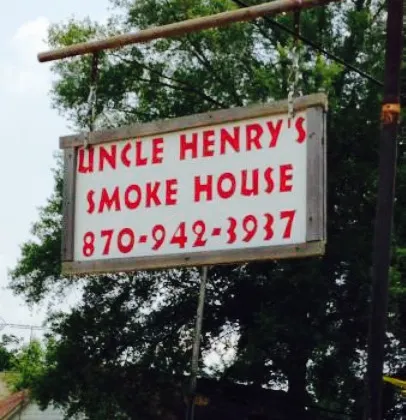 UNCLE HENRY'S
SMOKE HOUSE
870-942-3937